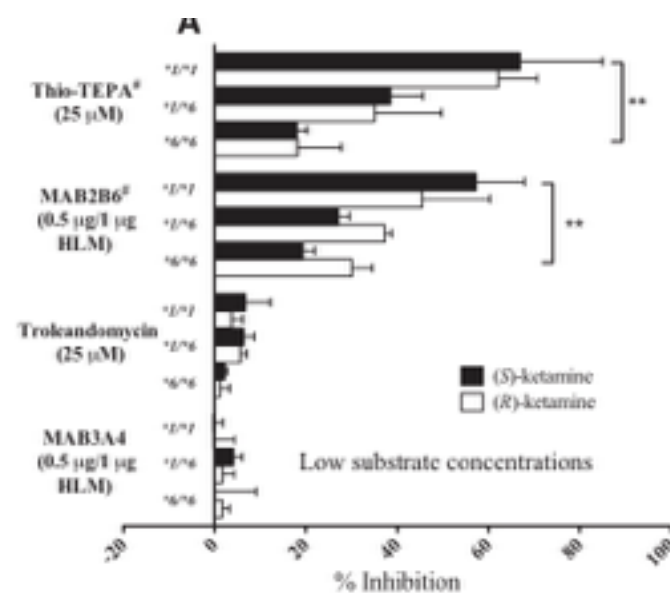 A
*1/*1
Thio-TEPA#
(25 µM)
*1/*6
*6/*6
**
MAB2B6#
(0.5 µg/1 µg
HLM)
*1/*1
*1/*6
*6/*6
**
Troleandomycin
(25 µM)
*1/*1
*1/*6
*6/*6
(S)-ketamine
(R)-ketamine
MAB3A4
(0.5 µg/1 µg
HLM)
*1/*1
*1/*6
*6/*6
Low substrate concentrations
-20 0 20 40 60 80 100
% Inhibition